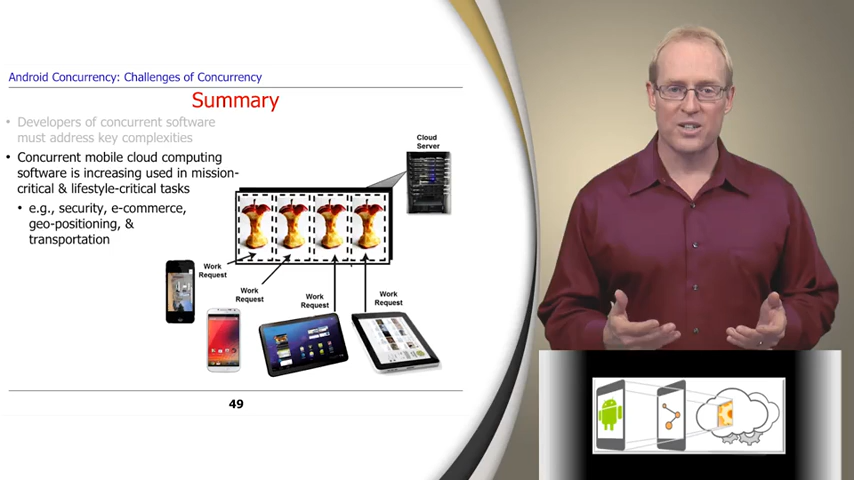 Android Concurrency: Challenges of Concurrency
Summary
• Developers of concurrent software
must address key complexities
• Concurrent mobile cloud computing
software is increasing used in mission-
critical & lifestyle-critical tasks
• e.g., security, e-commerce,
geo-positioning, &
transportation
Cloud
Server
Work
Request
Work
Request
Work
Request
Work
Request
49